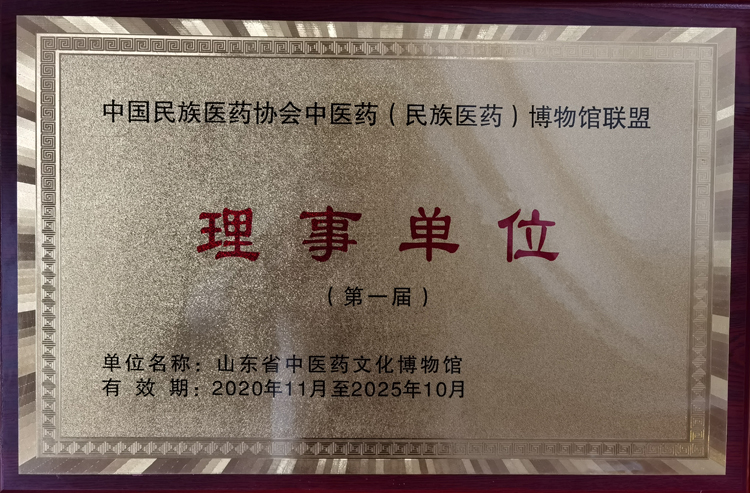 中国民族医药协会中医药（民族医药）博物馆联盟
理事单位
（第一届）
单位名称：山东省中医药文化博物馆
有效期：2020年11月至2025年10月